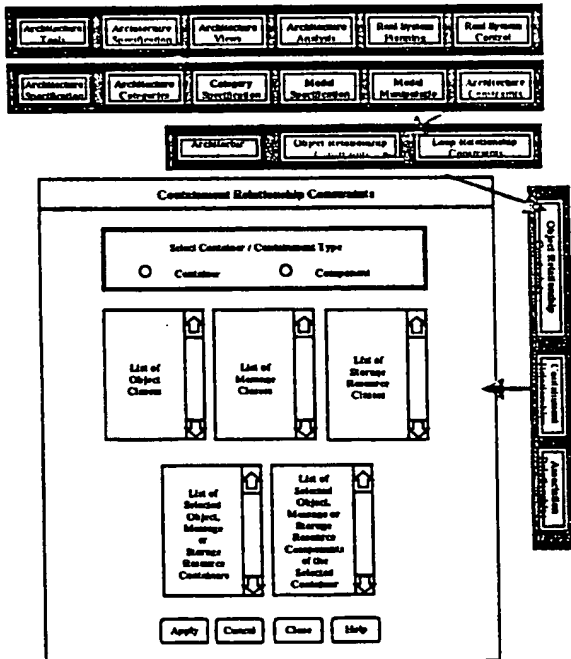 Architecture Tools
Architecture Specification
Architecture Views
Architecture Analysis
Real System Planning
Real System Control
Architecture Specification
Architecture Categories
Category Specification
Model Specification
Model
Architecture Constraints
Object Relationship
Loop Relationship Constraints
Containment Relationship Constraints
Select Container / Containment Type
Container
Component
List of
Object
Classes
List of
Message
Classes
List of
Storage
Resource
Classes
List of
Selected
Object,
Message
or
Storage
Resource
Containers
List of
Selected
Object,
Message or
Storage
Resource
Components
of the
Selected
Container
Apply
Cancel
Close
Help
Object Relationship
Containment
Association